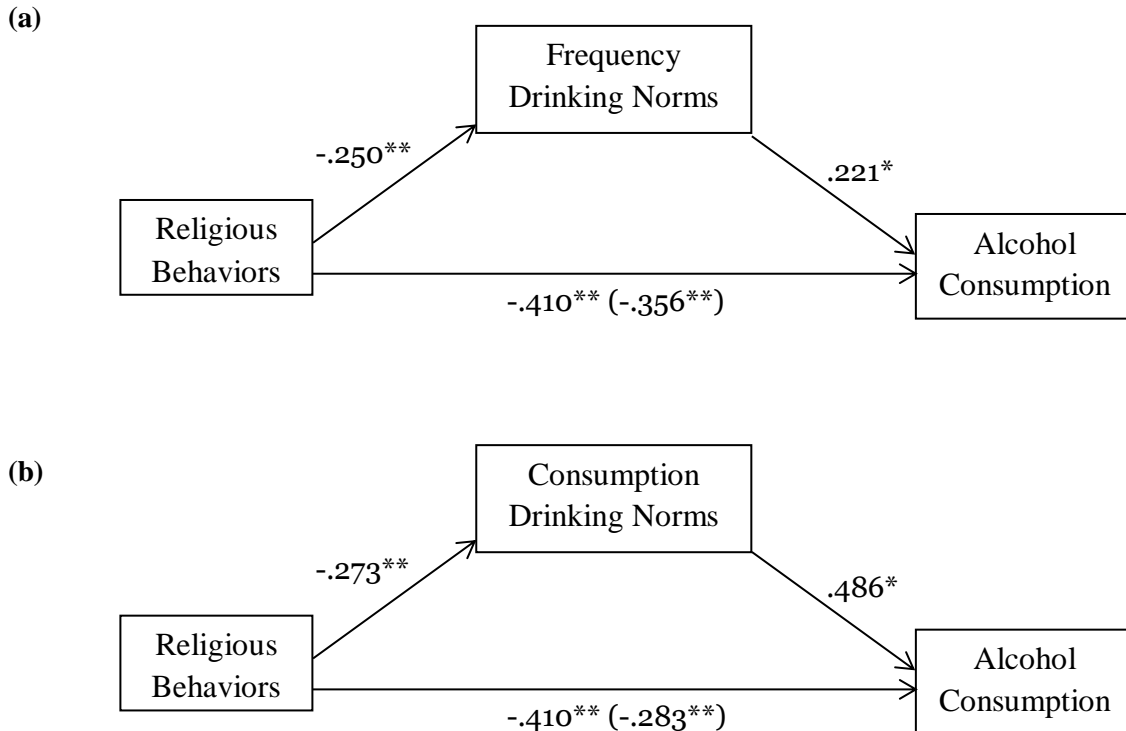 (a)
Frequency
Drinking Norms
-.250**
.221*
Religious
Behaviors
Alcohol
Consumption
-.410** (-.356**)
(b)
Consumption
Drinking Norms
-.273**
.486*
Religious
Behaviors
Alcohol
Consumption
-.410** (-.283**)